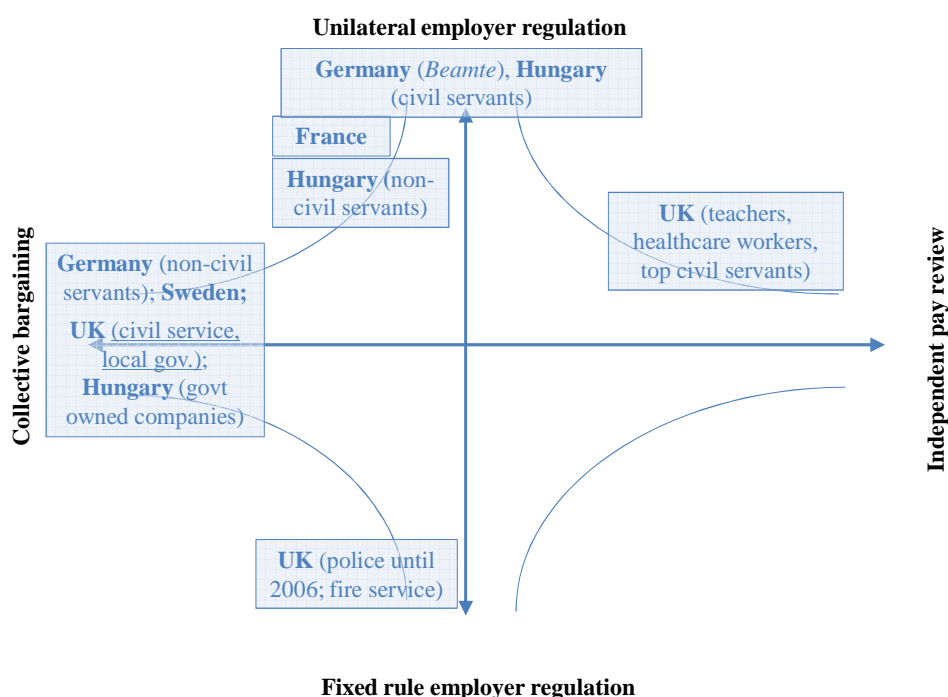 Unilateral employer regulation
Germany (Beamte), Hungary
(civil servants)
France
Hungary (non-
civil servants)
UK (teachers,
healthcare workers,
top civil servants)
Collective bargaining
Germany (non-civil
servants); Sweden;
UK (civil service,
local gov.);
Hungary (govt
owned companies)
Independent pay review
UK (police until
2006; fire service)
Fixed rule employer regulation